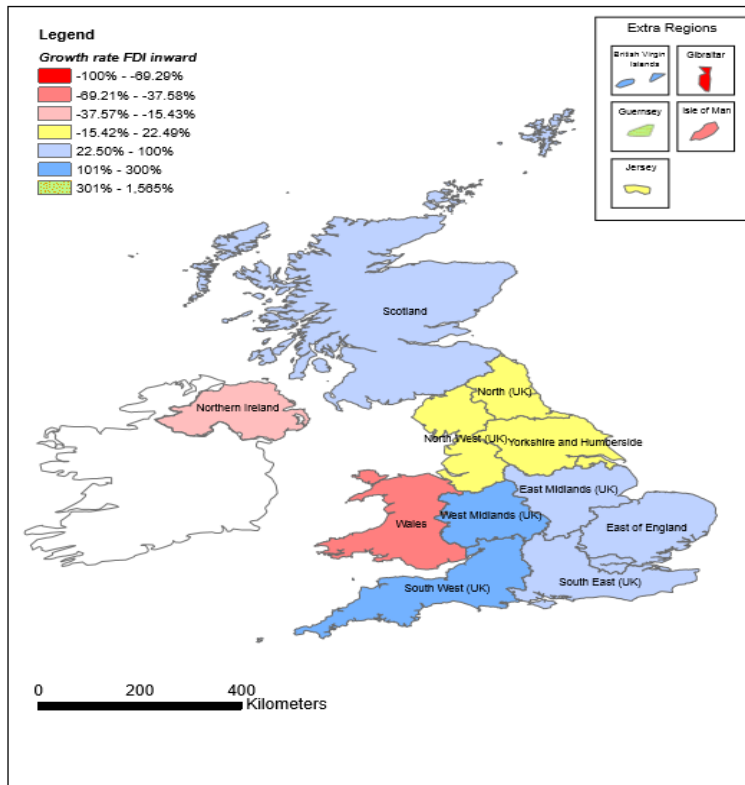 Legend
Growth rate FDI inward
-100% - -69.29%
-69.21% - -37.58%
-37.57% - -15.43%
-15.42% - 22.49%
22.50% - 100%
101% - 300%
301% - 1,565%
Extra Regions
British Virgin
Islands
Gibraltar
Guernsey
Isle of Man
Jersey
Scotland
North (UK)
Northern Ireland
North West (UK)
Yorkshire and Humberside
East Midlands (UK)
West Midlands (UK)
Wales
East of England
South West (UK)
South East (UK)
0 200 400
Kilometers